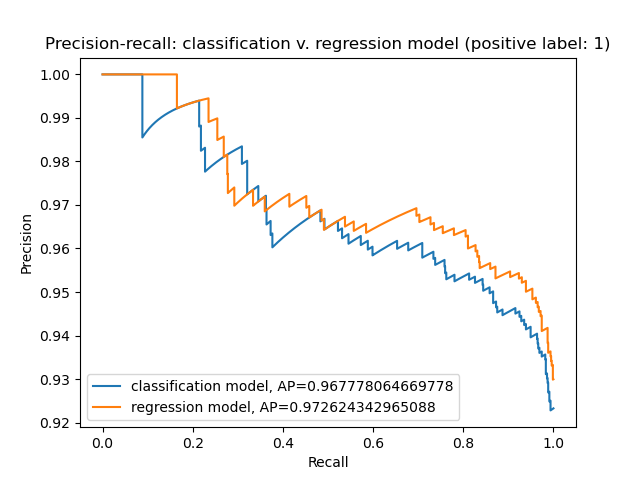 Precision-recall: classification v. regression model (positive label: 1)
1.00
0.99
0.98
0.97
0.96
0.95
0.94
0.93
0.92
Precision
classification model, AP=0.967778064669778
regression model, AP=0.972624342965088
0.0 0.2 0.4 0.6 0.8 1.0
Recall